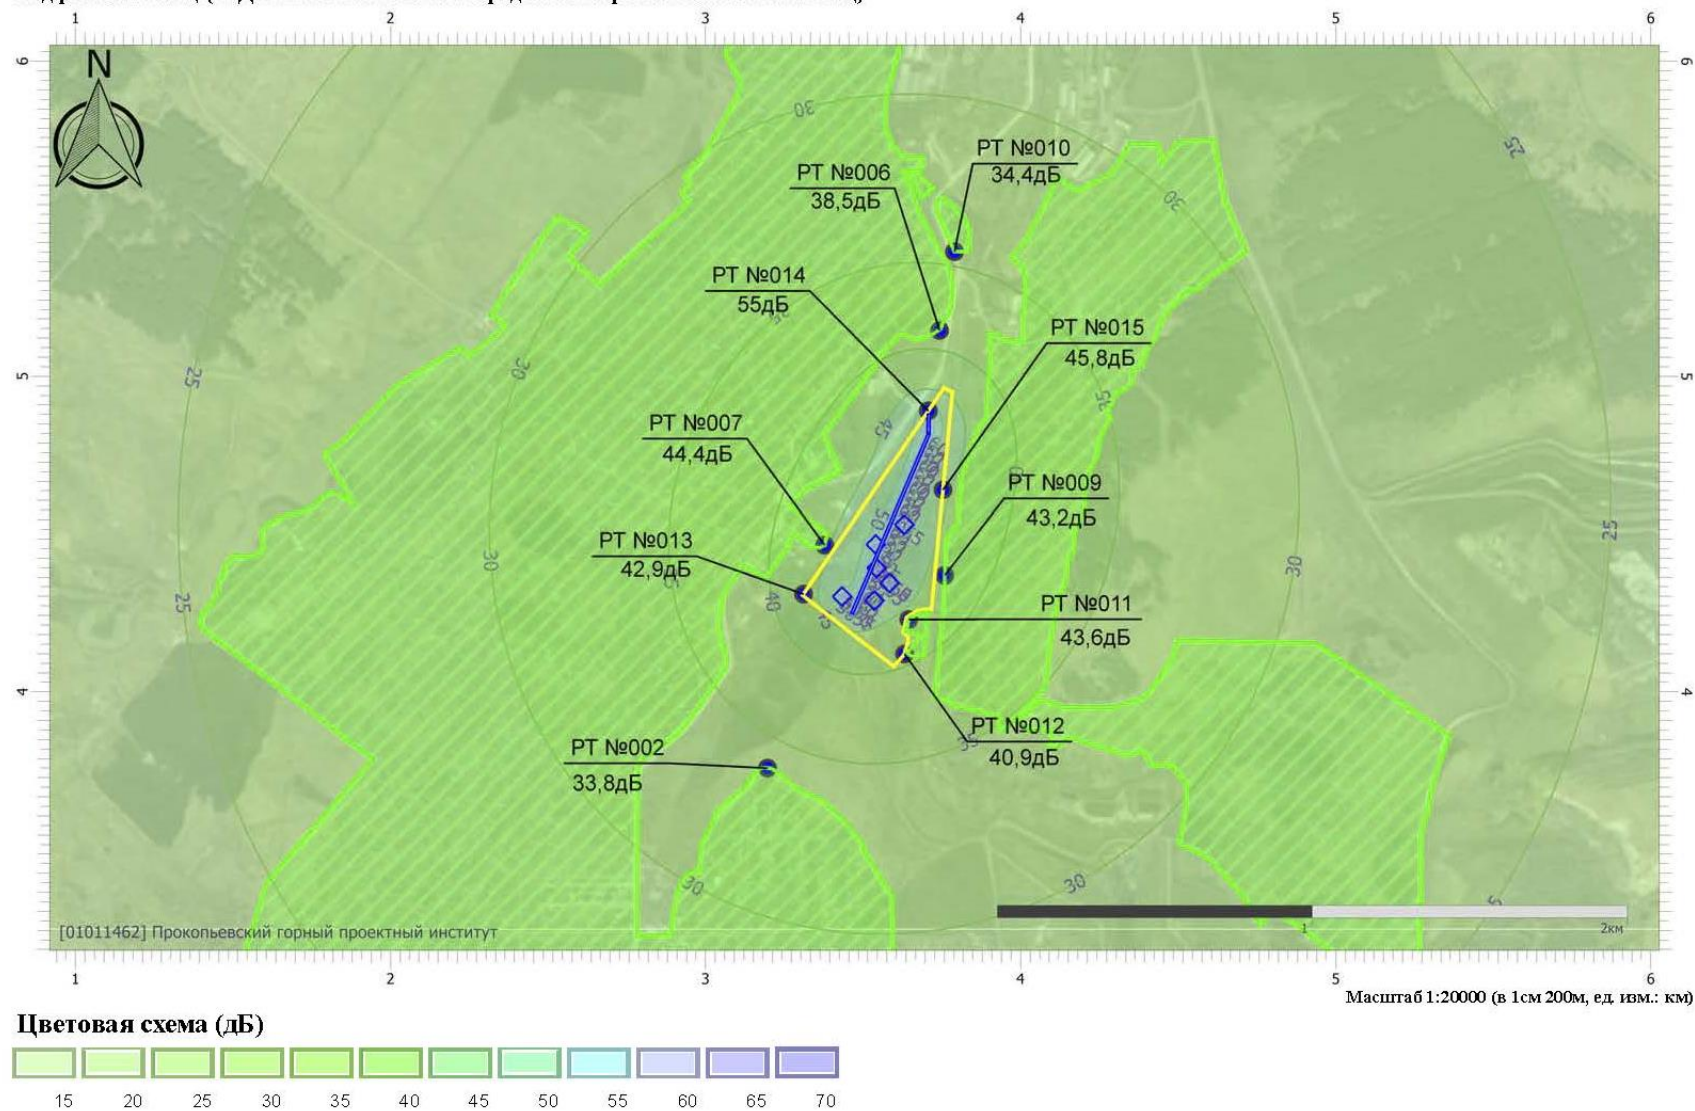 1 2 3 4 5 6
6 6
N
РТ №010
34,4дБ
РТ №006
38,5дБ
30
25
30
РТ №014
55дБ
РТ №015
45,8дБ
5 5
25
30
35
РТ №007
44,4дБ
45
РТ №009
43,2дБ
50
25
РТ №013
42,9дБ
30
30
25
40
РТ №011
43,6дБ
4 4
РТ №012
40,9дБ
35
РТ №002
33,8дБ
30
30
1 2км
[01011462] Прокопьевский горный проектный институт
1 2 3 4 5 6
Масштаб 1:20000 (в 1см 200м, ед. изм.: км)
Цветовая схема (дБ)
15 20 25 30 35 40 45 50 55 60 65 70